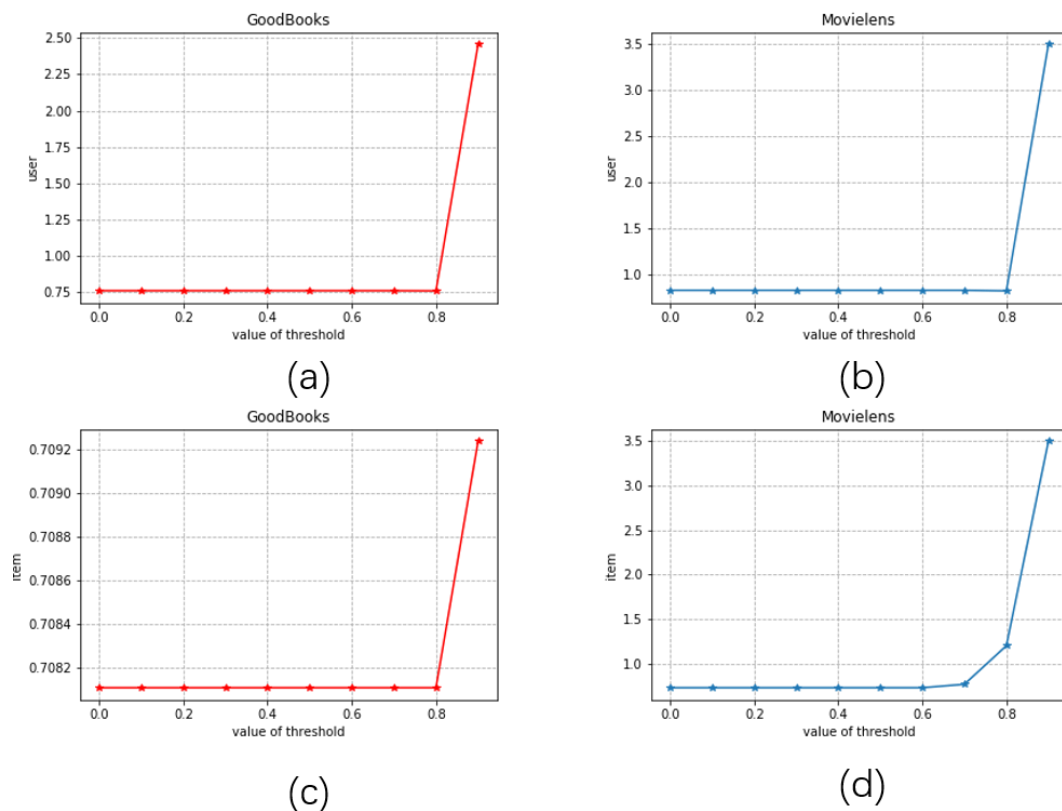 GoodBooks
2.50
2.25
2.00
1.75
1.50
1.25
1.00
0.75
user
0.0 0.2 0.4 0.6 0.8
value of threshold
(a)
Movielens
3.5
3.0
2.5
2.0
1.5
1.0
user
0.0 0.2 0.4 0.6 0.8
value of threshold
(b)
GoodBooks
0.7092
0.7090
0.7088
0.7086
0.7084
0.7082
item
0.0 0.2 0.4 0.6 0.8
value of threshold
(c)
Movielens
3.5
3.0
2.5
2.0
1.5
1.0
item
0.0 0.2 0.4 0.6 0.8
value of threshold
(d)